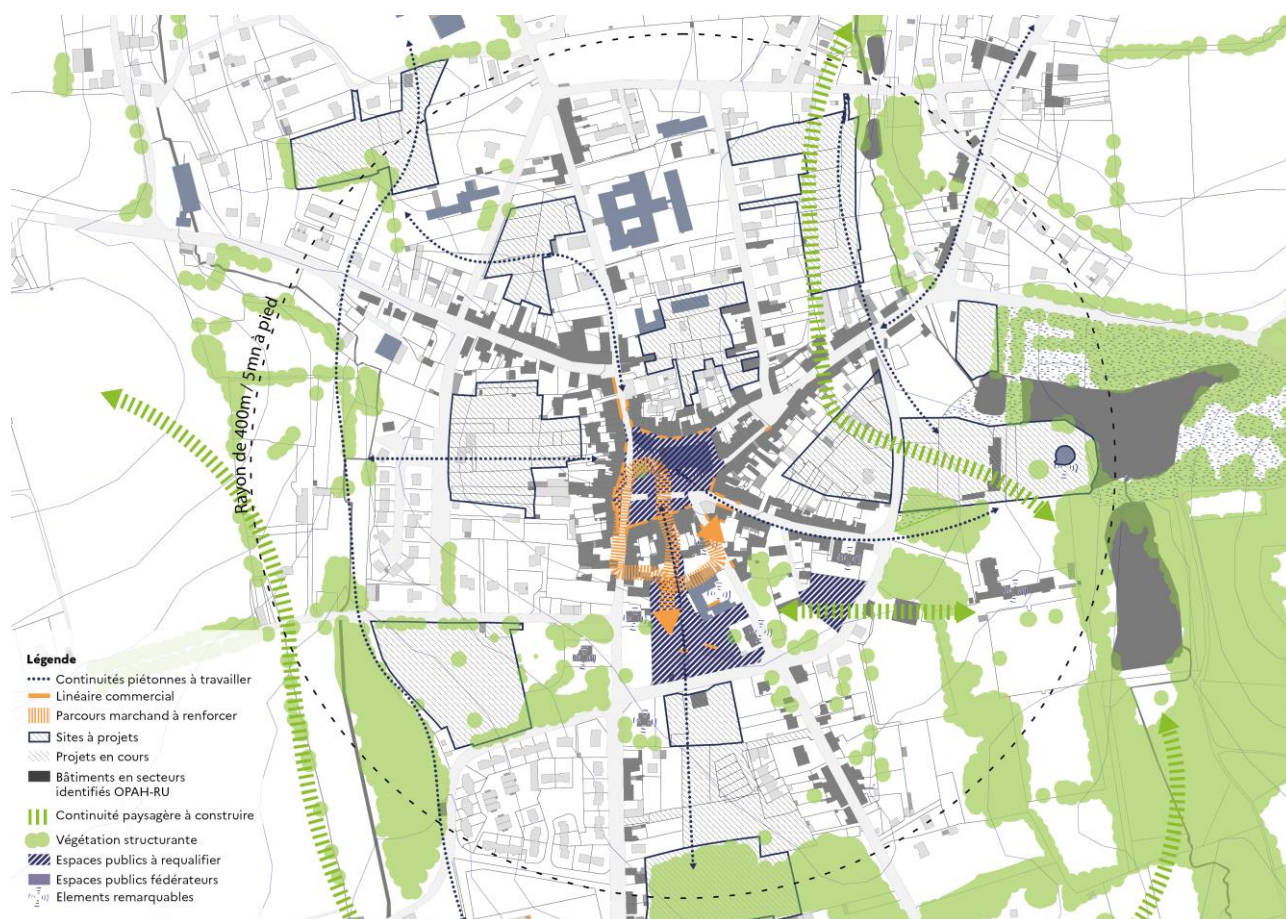 Rayon de 400m / 5mn à pied
Légende
Continuités piétonnes à travailler
Linéaire commercial
Parcours marchand à renforcer
Sites à projets
Projets en cours
Bâtiments en secteurs
identifiés OPAH-RU
Continuité paysagère à construire
Végétation structurante
Espaces publics à requalifier
Espaces publics fédérateurs
Elements remarquables